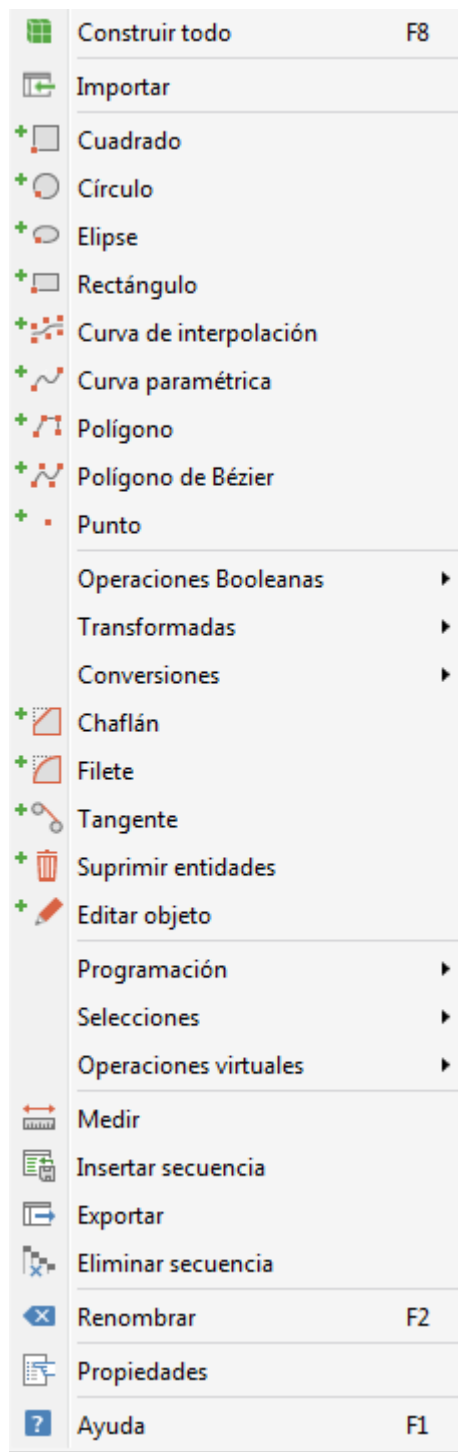 Construir todo F8
Importar
Cuadrado
Círculo
Elipse
Rectángulo
Curva de interpolación
Curva paramétrica
Polígono
Polígono de Bézier
Punto
Operaciones Booleanas
Transformadas
Conversiones
Chaflán
Filete
Tangente
Suprimir entidades
Editar objeto
Programación
Selecciones
Operaciones virtuales
Medir
Insertar secuencia
Exportar
Eliminar secuencia
Renombrar F2
Propiedades
Ayuda F1